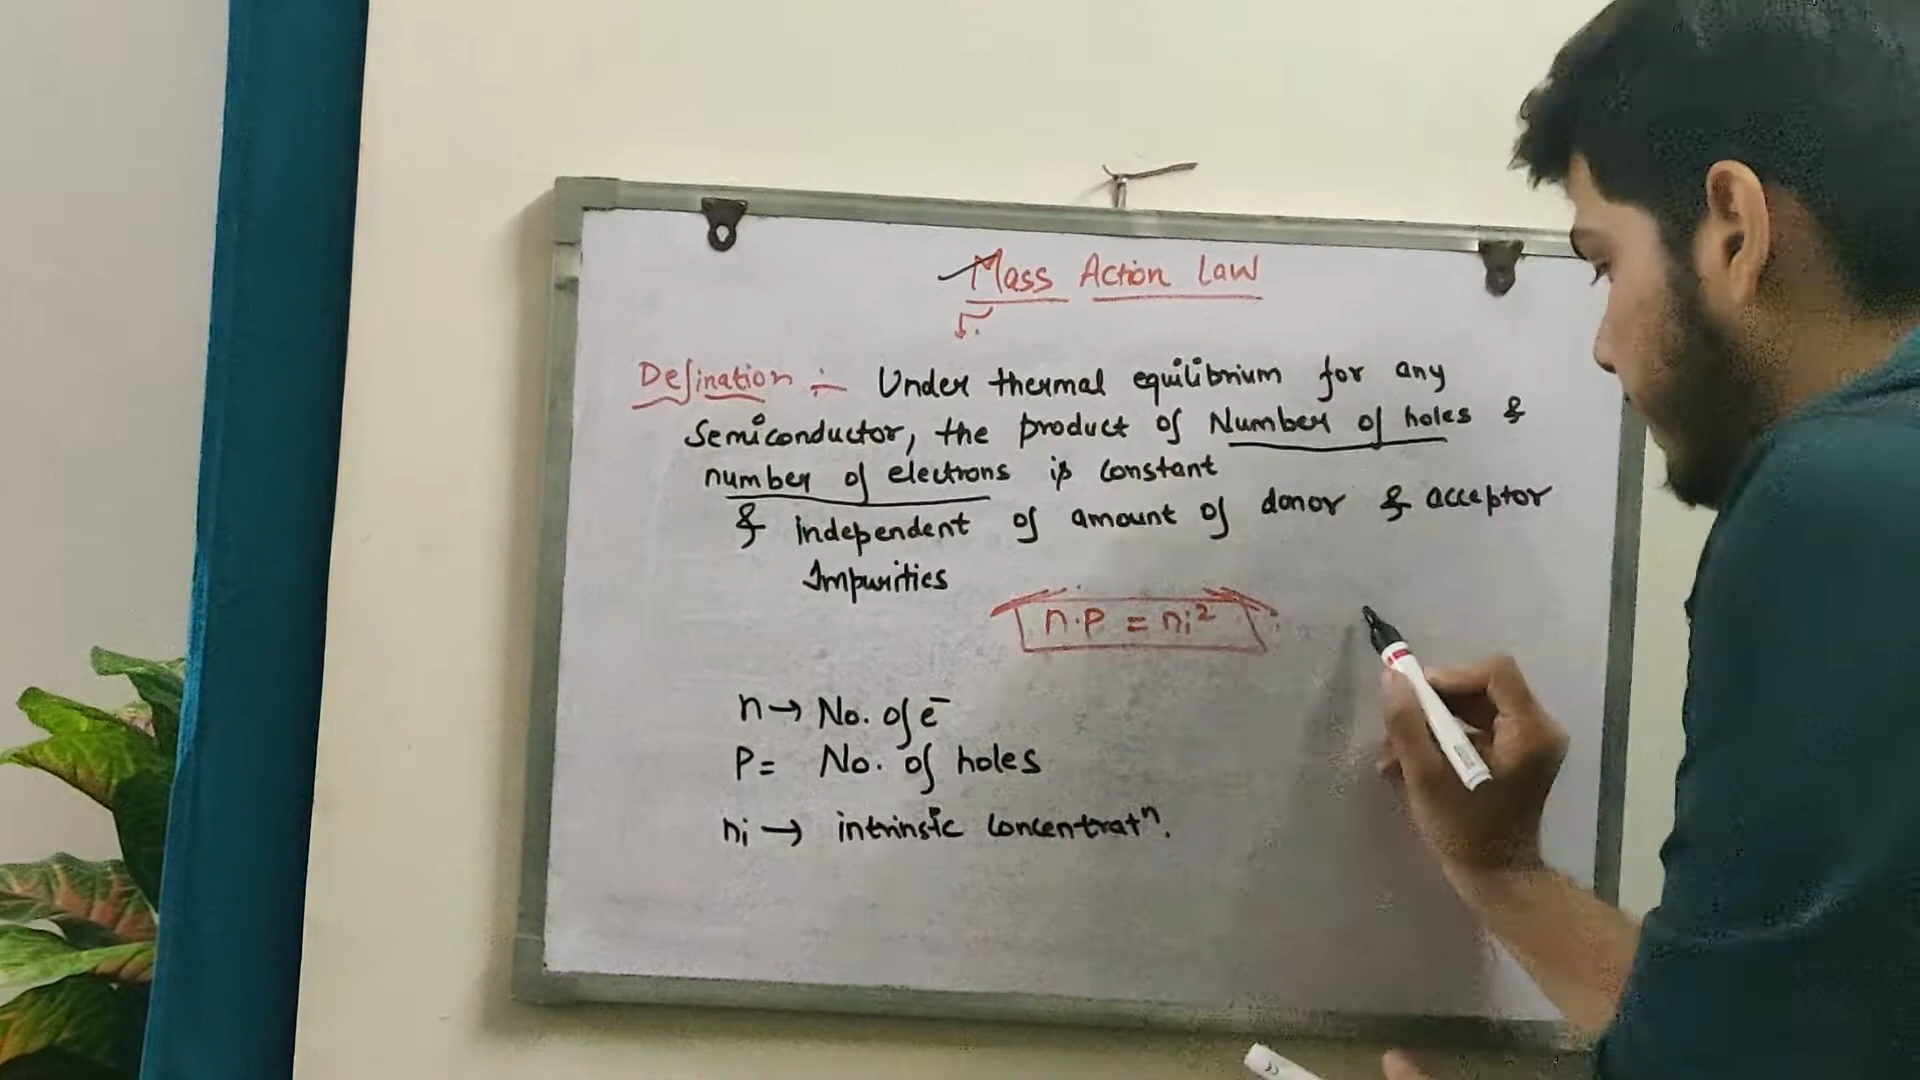 Mass Action Law
Defination :- Under thermal equilibrium for any
Semiconductor, the product of Number of holes &
number of electrons is constant
& independent of amount of donor & acceptor
Impurities
n.p = ni²
n → No. of e⁻
P = No. of holes
ni → intrinsic concentratⁿ.